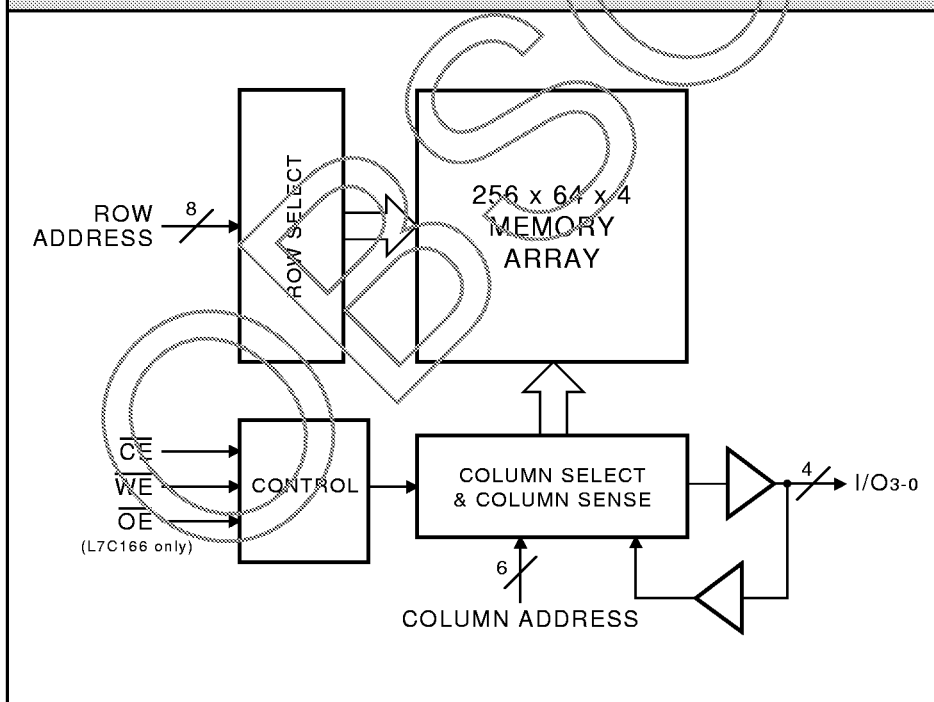 ROW
ADDRESS
8
ROW SELECT
256 x 64 x 4
MEMORY
ARRAY
CE
WE
OE
(L7C166 only)
CONTROL
COLUMN SELECT
& COLUMN SENSE
4
I/O3-0
6
COLUMN ADDRESS